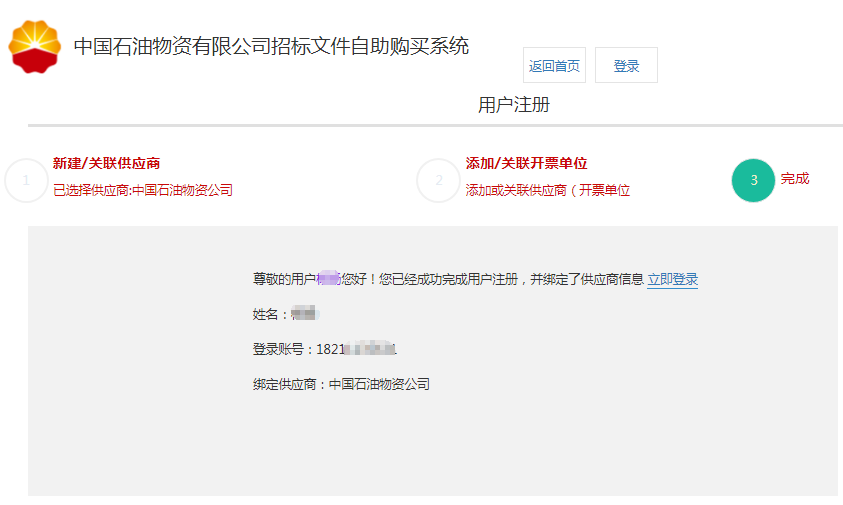 中国石油物资有限公司招标文件自助购买系统
返回首页 登录
用户注册
1 新建/关联供应商
已选择供应商:中国石油物资公司
2 添加/关联开票单位
添加或关联供应商（开票单位
3 完成
尊敬的用户 您好！您已经成功完成用户注册，并绑定了供应商信息 立即登录
姓名：
登录账号：1821
绑定供应商：中国石油物资公司